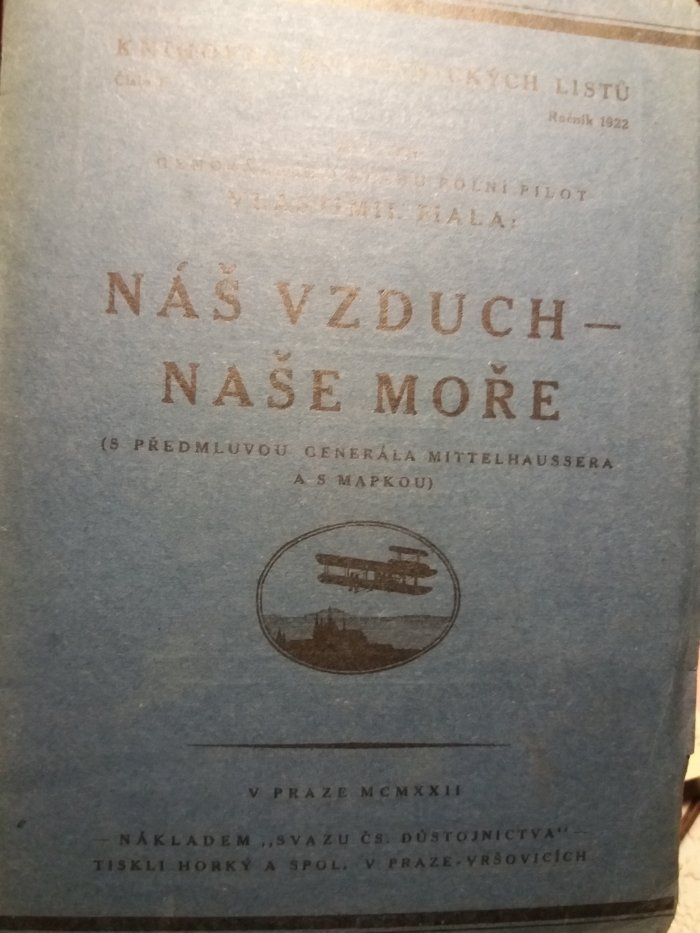 KNIHOVNA LISTŮ
Ročník 1922
POLNÍ PILOT
FIALA:
NÁŠ VZDUCH —
NAŠE MOŘE
(S PŘEDMLUVOU GENERÁLA MITTELHAUSSERA
A S MAPKOU)
V PRAZE MCMXXII
— NÁKLADEM „SVAZU ČS. DŮSTOJNICTVA“ —
TISKLI HORKÝ A SPOL. V PRAZE-VRŠOVICÍCH